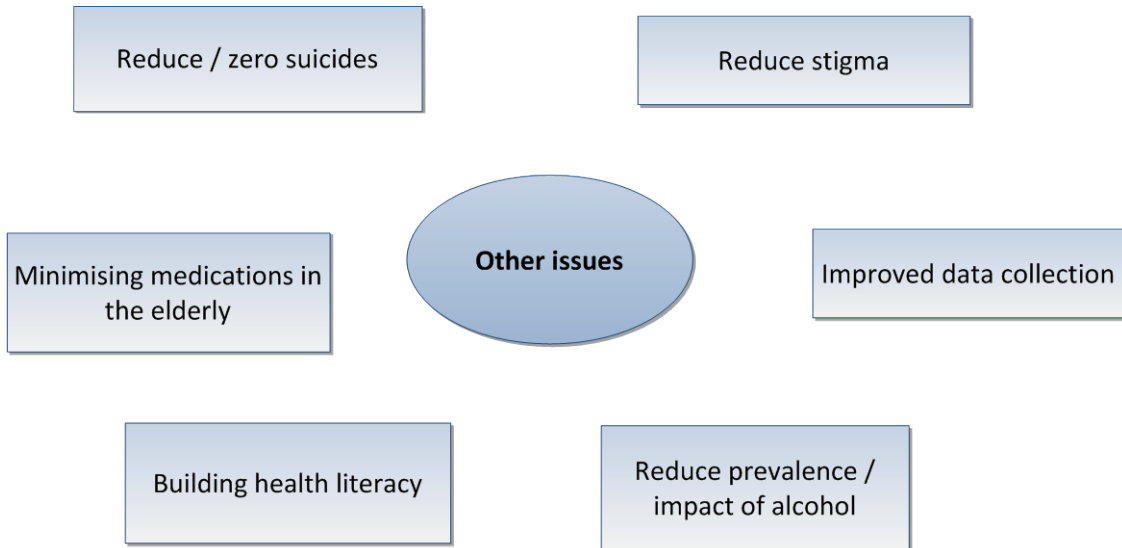 Reduce / zero suicides
Reduce stigma
Other issues
Minimising medications in
the elderly
Improved data collection
Building health literacy
Reduce prevalence /
impact of alcohol